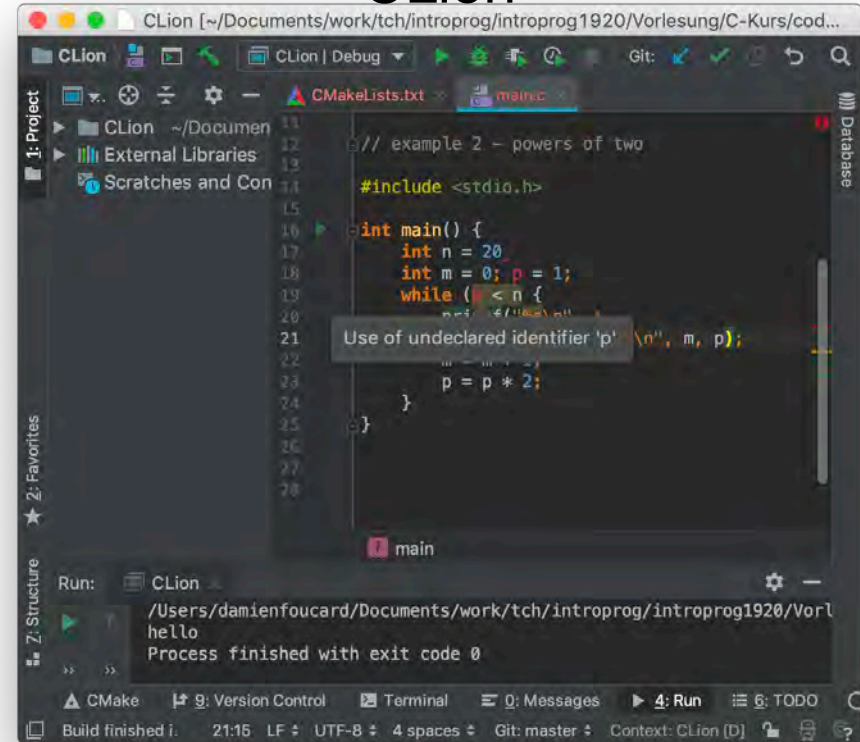 CLion
CLion [~/Documents/work/tch/introprog/introprog1920/Vorlesung/C-Kurs/cod...
CLion
CLion | Debug
Git:
1: Project
CLion ~/Documen
External Libraries
Scratches and Con
CMakeLists.txt
main.c
Database
11
12 // example 2 – powers of two
13
14 #include <stdio.h>
15
16 int main() {
17 int n = 20
18 int m = 0; p = 1;
19 while ( < n {
20
21 \n", m, p);
Use of undeclared identifier 'p'
22
23 p = p * 2;
24 }
25 }
26
27
28
main
2: Favorites
Z: Structure
Run: CLion
/Users/damienfoucard/Documents/work/tch/introprog/introprog1920/Vorl
hello
Process finished with exit code 0
CMake 9: Version Control Terminal 0: Messages 4: Run 6: TODO
Build finished i. 21:15 LF UTF-8 4 spaces Git: master Context: CLion [D]